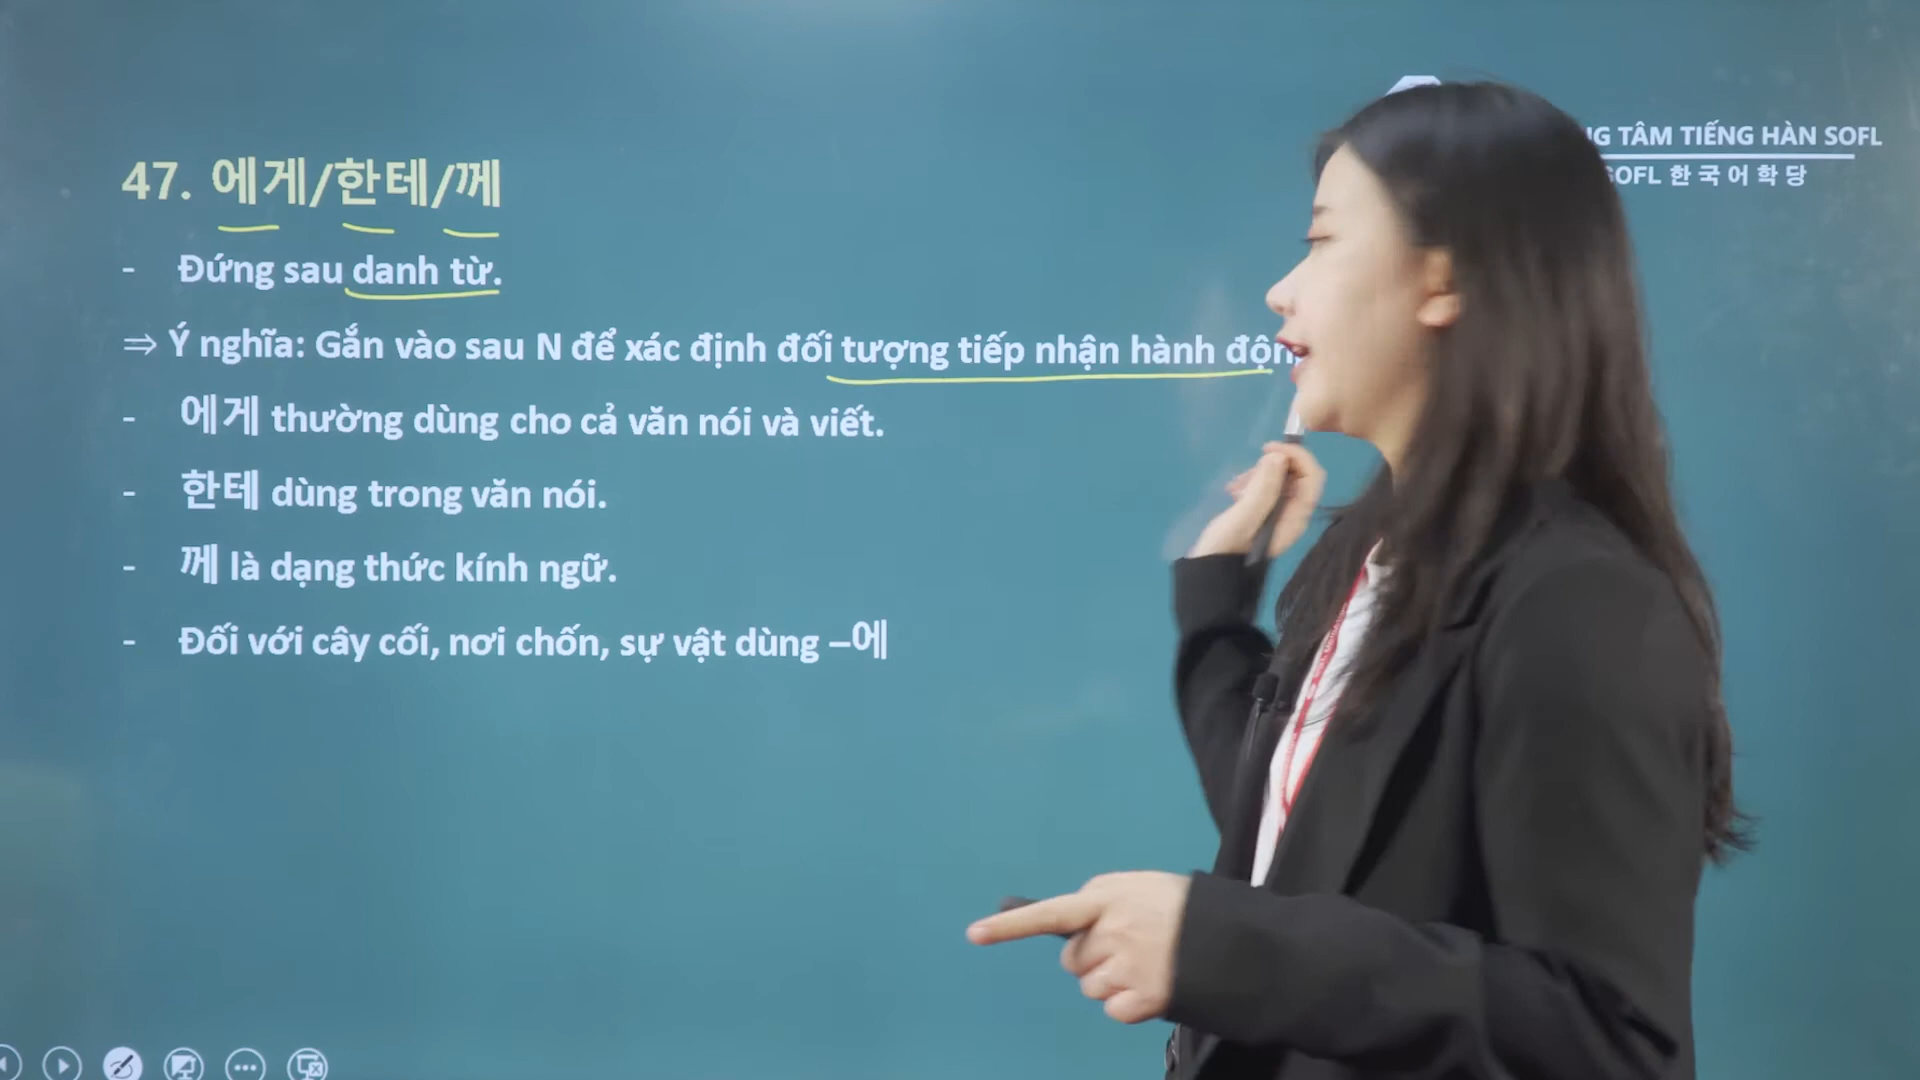 47. 에게/한테/께
- Đứng sau danh từ.
⇒ Ý nghĩa: Gắn vào sau N để xác định đối tượng tiếp nhận hành
- 에게 thường dùng cho cả văn nói và viết.
- 한테 dùng trong văn nói.
- 께 là dạng thức kính ngữ.
- Đối với cây cối, nơi chốn, sự vật dùng –에
TÂM TIẾNG HÀN SOFL
SOFL 한국어학당